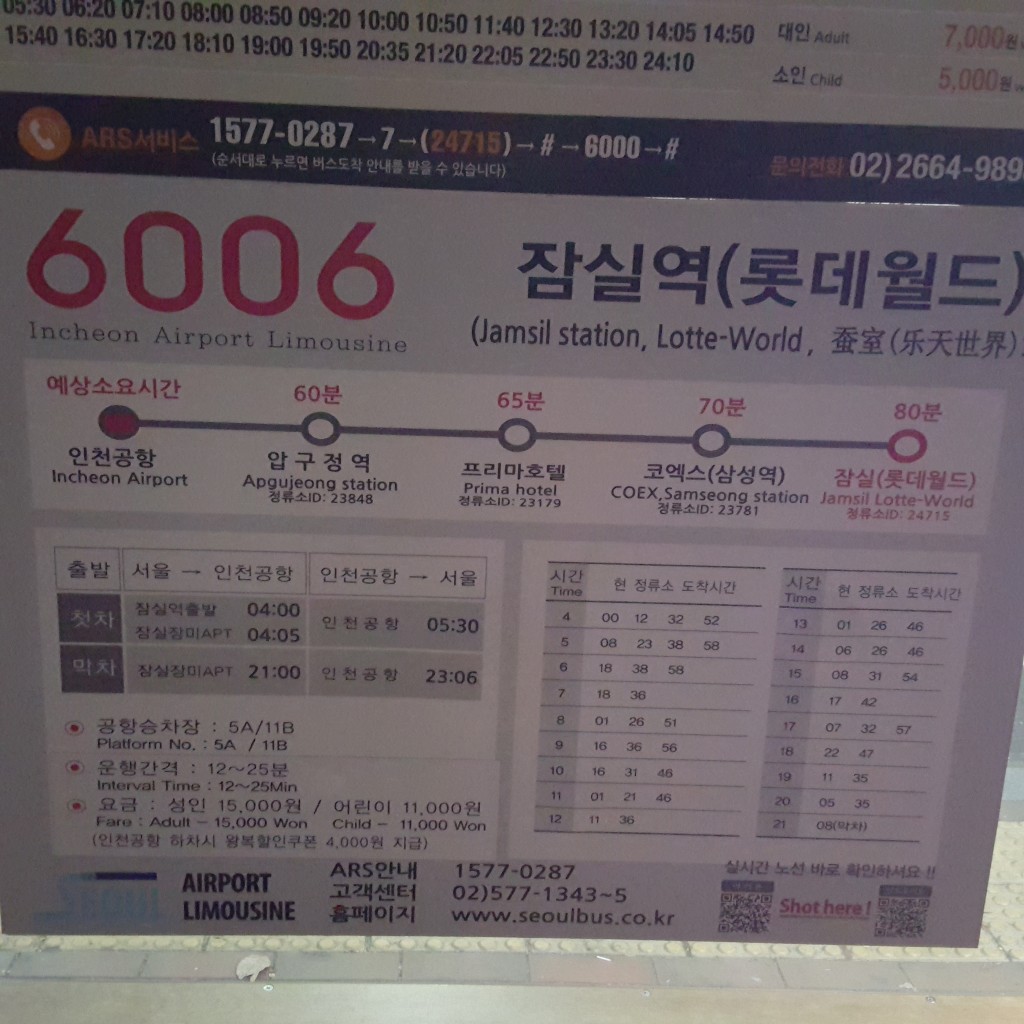 05:30 06:20 07:10 08:00 08:50 09:20 10:00 10:50 11:40 12:30 13:20 14:05 14:50
15:40 16:30 17:20 18:10 19:00 19:50 20:35 21:20 22:05 22:50 23:30 24:10
대인 Adult 7,000원
소인 Child 5,000원
ARS서비스 1577-0287→7→(24715)→#→6000→#
(순서대로 누르면 버스도착 안내를 받을 수 있습니다)
문의전화 02) 2664-989
6006
Incheon Airport Limousine
잠실역(롯데월드)
(Jamsil station, Lotte-World, 蚕室(乐天世界)
예상소요시간 60분 65분 70분 80분
인천공항 압구정역 프리마호텔 코엑스(삼성역) 잠실(롯데월드)
Incheon Airport Apgujeong station Prima hotel COEX,Samseong station Jamsil Lotte-World
정류소ID: 23848 정류소ID: 23179 정류소ID: 23781 정류소ID: 24715
출발 서울 → 인천공항 인천공항 → 서울
첫차 잠실역출발 04:00 인천공항 05:30
잠실장미APT 04:05
막차 잠실장미APT 21:00 인천공항 23:06
공항승차장 : 5A/11B
Platform No. : 5A / 11B
운행간격 : 12~25분
Interval Time : 12~25Min
요금 : 성인 15,000원 / 어린이 11,000원
Fare : Adult - 15,000 Won Child - 11,000 Won
(인천공항 하차시 왕복할인쿠폰 4,000원 지급)
시간 Time 현 정류소 도착시간
4 00 12 32 52
5 08 23 38 58
6 18 38 58
7 18 36
8 01 26 51
9 16 36 56
10 16 31 46
11 01 21 46
12 11 36
시간 Time 현 정류소 도착시간
13 01 26 46
14 06 26 46
15 08 31 54
16 17 42
17 07 32 57
18 22 47
19 11 35
20 05 35
21 08(막차)
SEOUL AIRPORT LIMOUSINE
ARS안내 1577-0287
고객센터 02)577-1343~5
홈페이지 www.seoulbus.co.kr
실시간 노선 바로 확인하셔요 !!
Shot here !